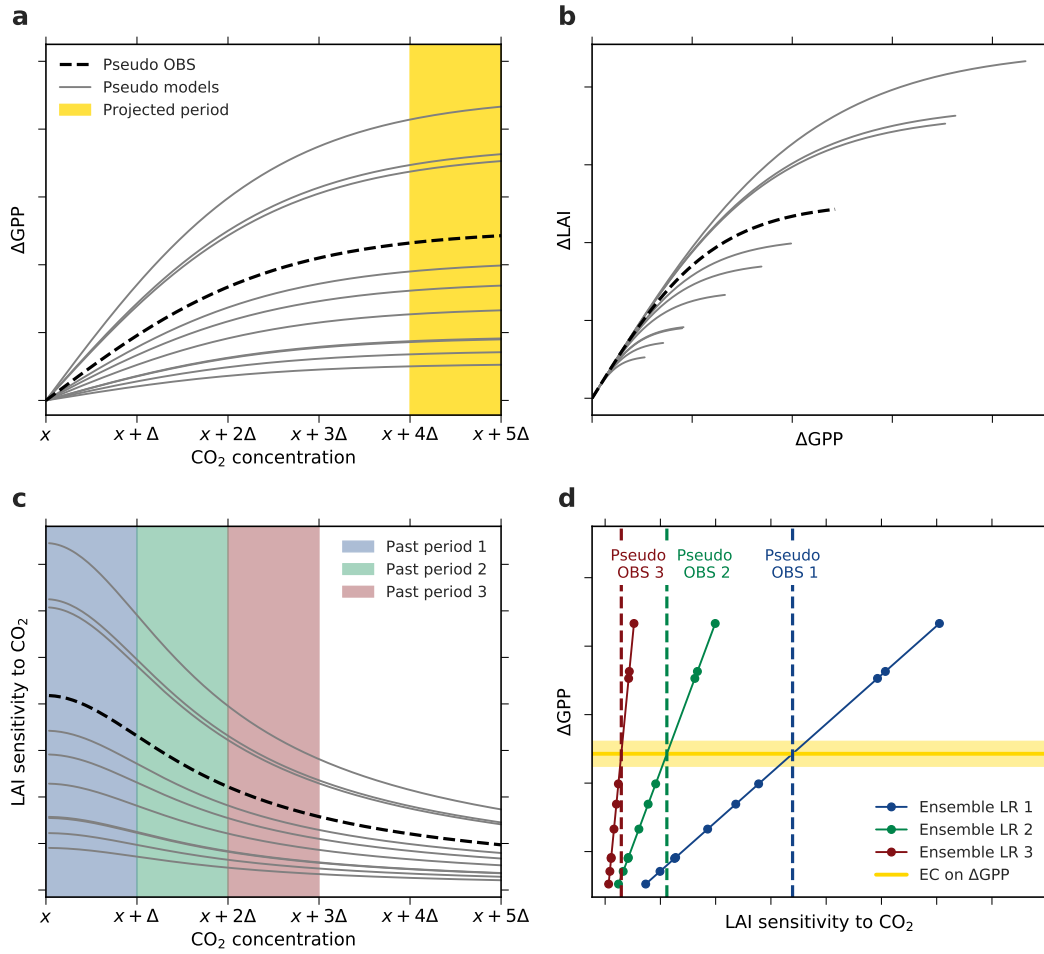 a
Pseudo OBS
Pseudo models
Projected period
ΔGPP
x
x + Δ
x + 2Δ
x + 3Δ
x + 4Δ
x + 5Δ
CO₂ concentration
b
ΔLAI
ΔGPP
c
Past period 1
Past period 2
Past period 3
LAI sensitivity to CO₂
x
x + Δ
x + 2Δ
x + 3Δ
x + 4Δ
x + 5Δ
CO₂ concentration
d
Pseudo
OBS 3
Pseudo
OBS 2
Pseudo
OBS 1
ΔGPP
Ensemble LR 1
Ensemble LR 2
Ensemble LR 3
EC on ΔGPP
LAI sensitivity to CO₂